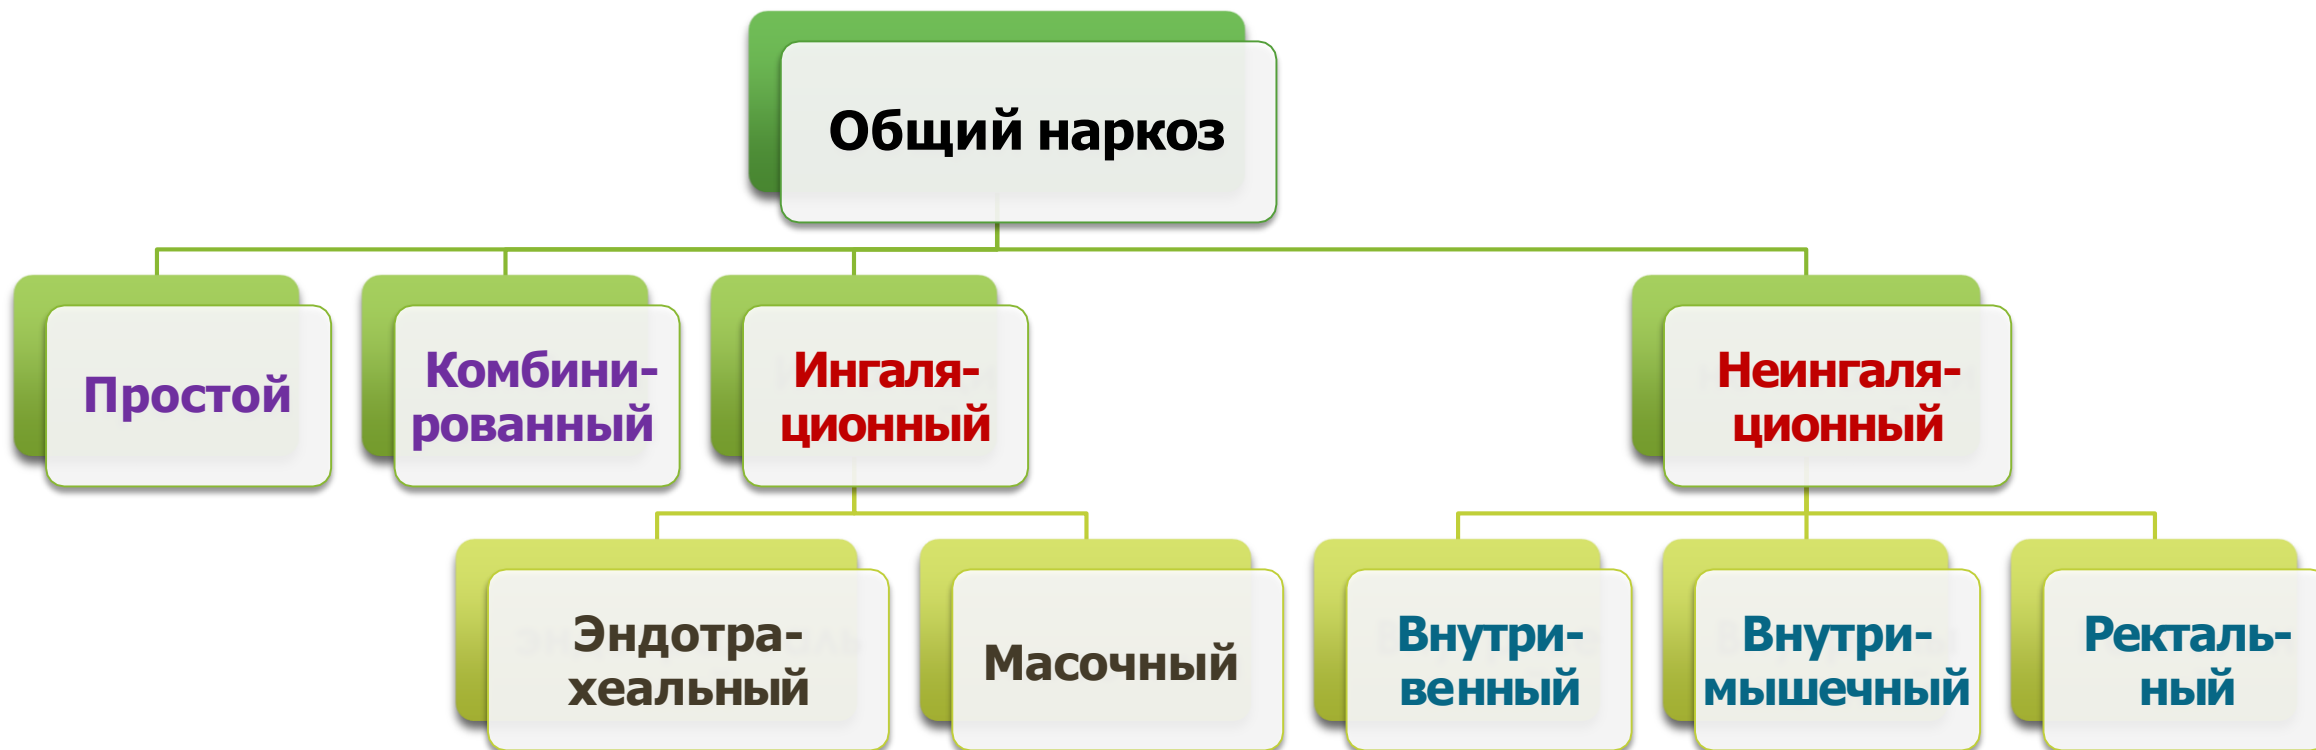 Общий наркоз
Простой
Комбини-
рованный
Ингаля-
ционный
Неингаля-
ционный
Эндотра-
хеальный
Масочный
Внутри-
венный
Внутри-
мышечный
Ректаль-
ный